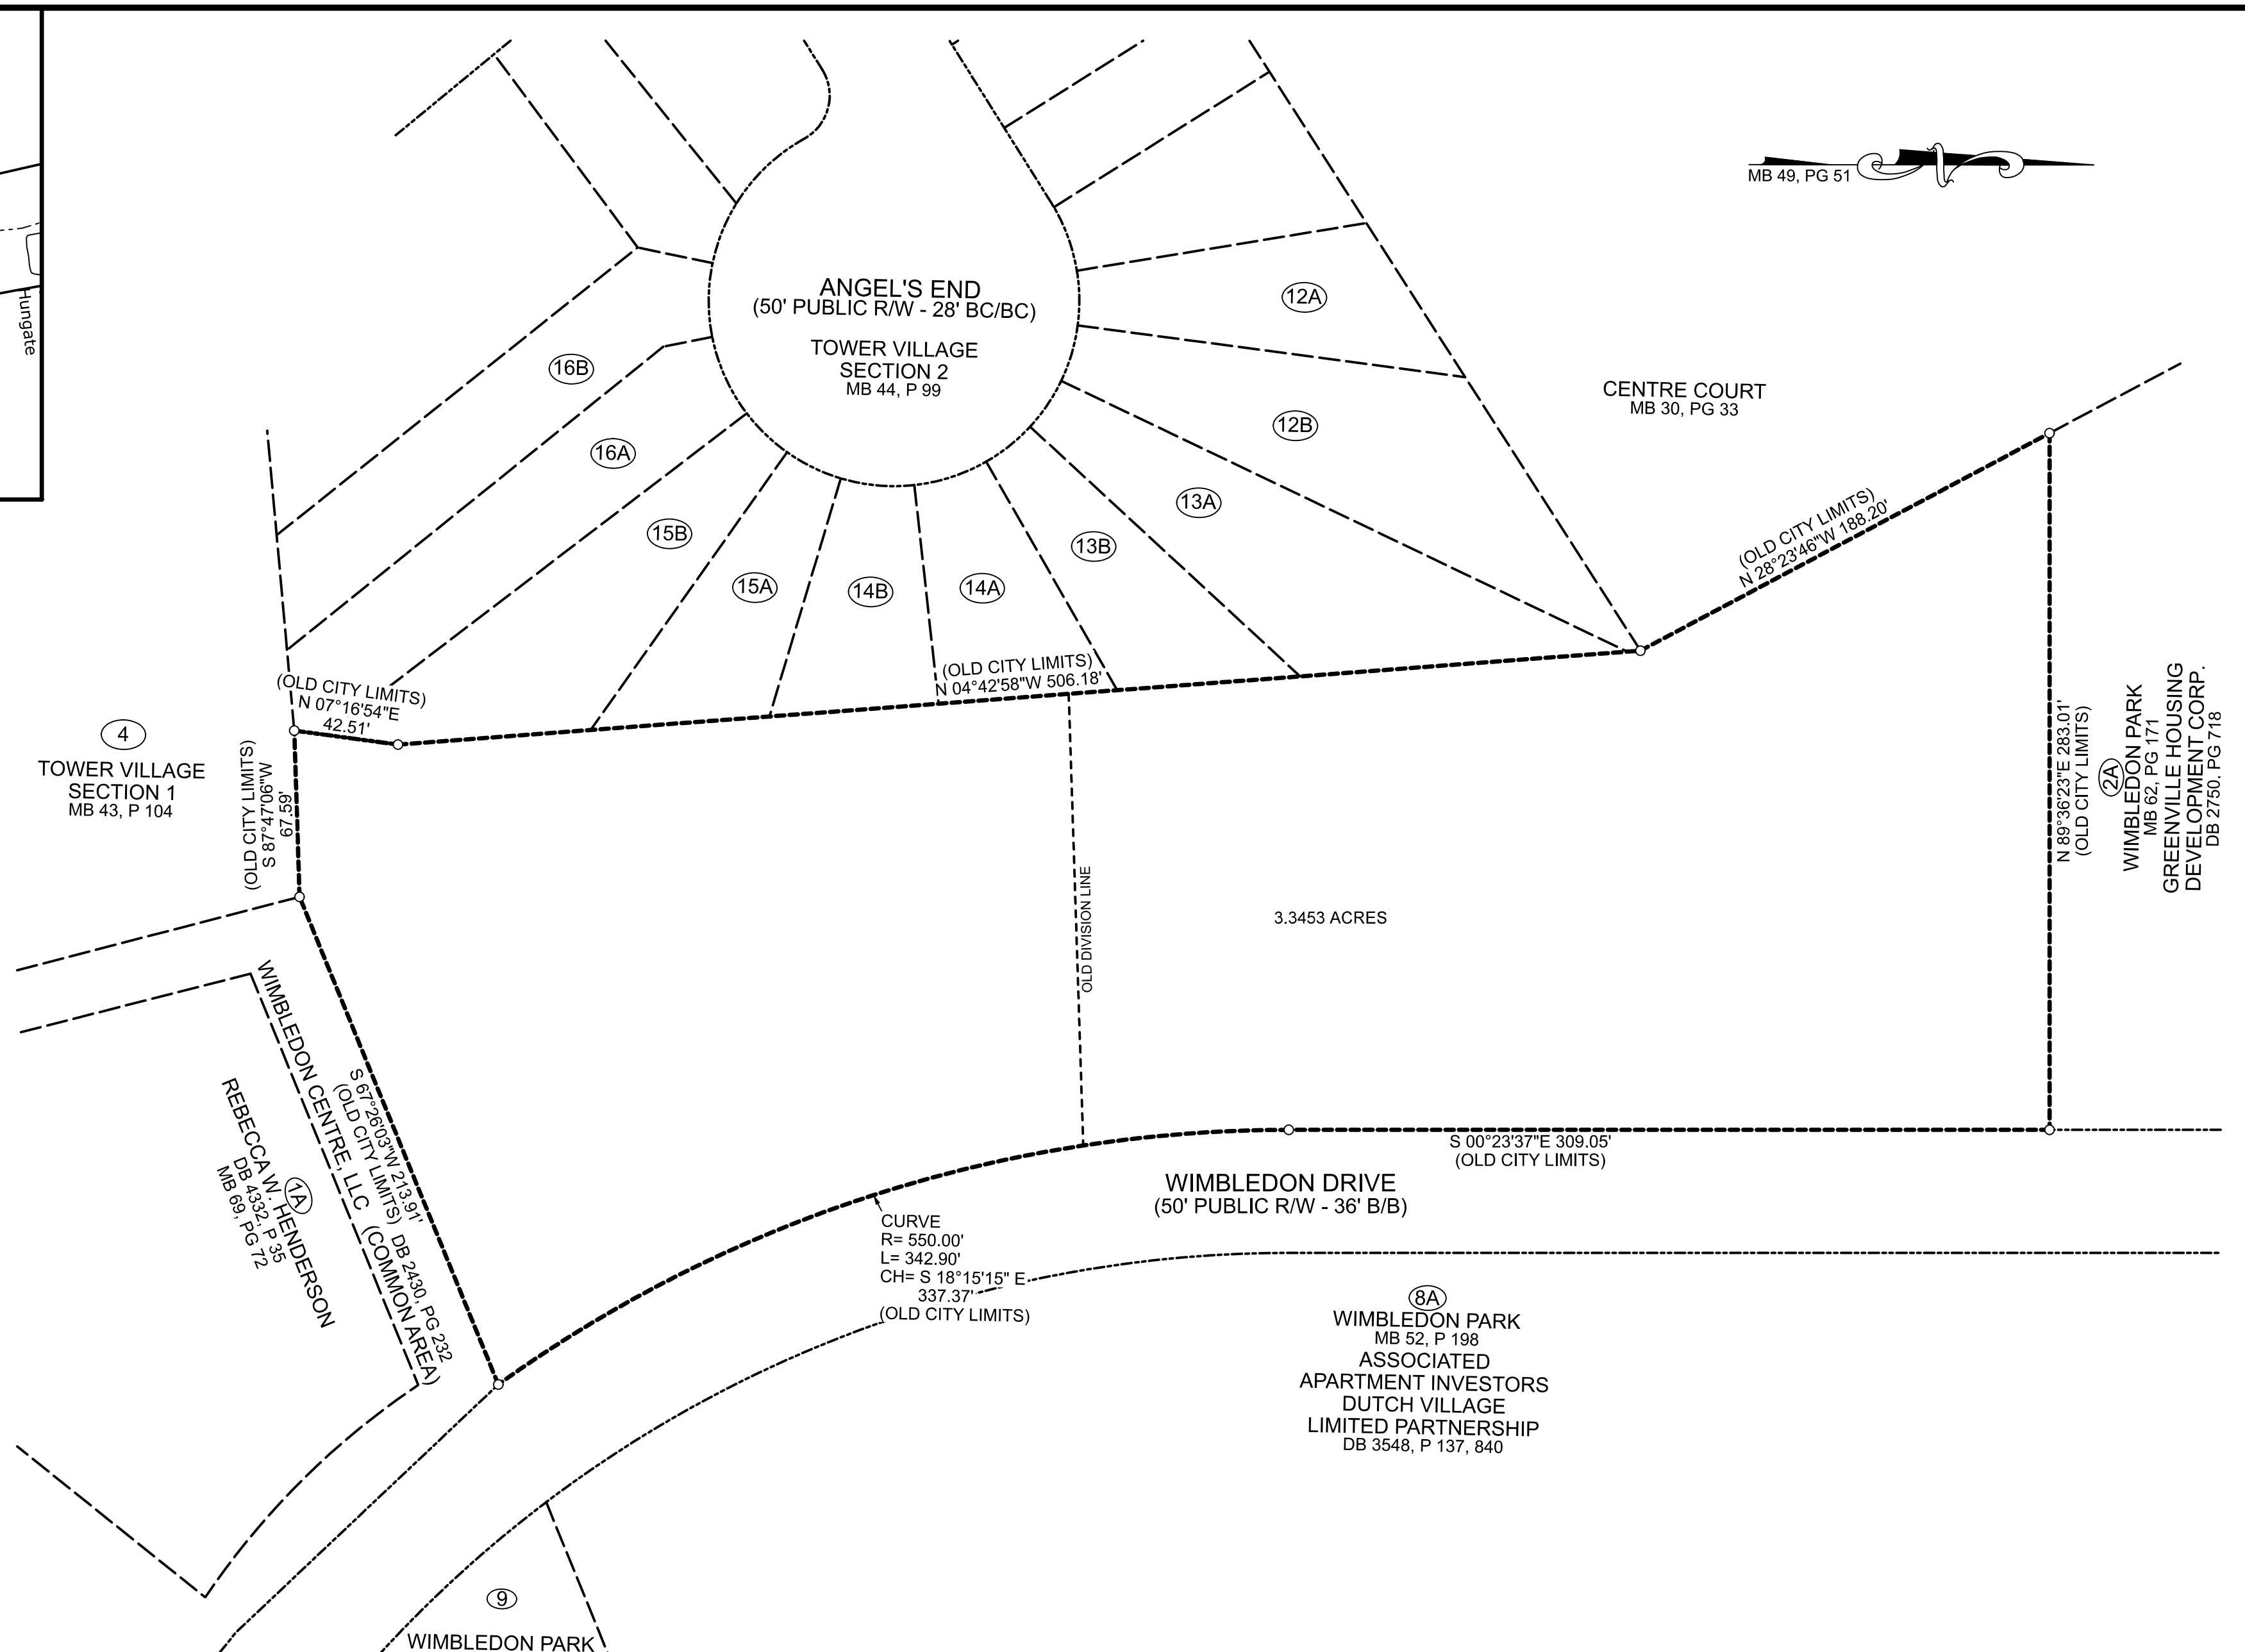 Hungate
MB 49, PG 51
ANGEL'S END
(50' PUBLIC R/W - 28' BC/BC)
TOWER VILLAGE
SECTION 2
MB 44, P 99
12A
12B
13A
13B
14A
14B
15A
15B
16A
16B
CENTRE COURT
MB 30, PG 33
(OLD CITY LIMITS)
N 28°23'46"W 188.20'
(OLD CITY LIMITS)
N 04°42'58"W 506.18'
(OLD CITY LIMITS)
N 07°16'54"E
42.51'
4
TOWER VILLAGE
SECTION 1
MB 43, P 104
(OLD CITY LIMITS)
S 87°47'06"W
67.59'
OLD DIVISION LINE
3.3453 ACRES
N 89°36'23"E 283.01'
(OLD CITY LIMITS)
2A
WIMBLEDON PARK
MB 62, PG 171
GREENVILLE HOUSING
DEVELOPMENT CORP.
DB 2750. PG 718
S 67°26'03"W 213.91'
(OLD CITY LIMITS) DB 2430, PG 232
WIMBLEDON CENTRE, LLC (COMMON AREA)
1A
REBECCA W. HENDERSON
DB 4332, P 35
MB 69, PG 72
S 00°23'37"E 309.05'
(OLD CITY LIMITS)
WIMBLEDON DRIVE
(50' PUBLIC R/W - 36' B/B)
CURVE
R= 550.00'
L= 342.90'
CH= S 18°15'15" E
337.37'
(OLD CITY LIMITS)
8A
WIMBLEDON PARK
MB 52, P 198
ASSOCIATED
APARTMENT INVESTORS
DUTCH VILLAGE
LIMITED PARTNERSHIP
DB 3548, P 137, 840
9
WIMBLEDON PARK